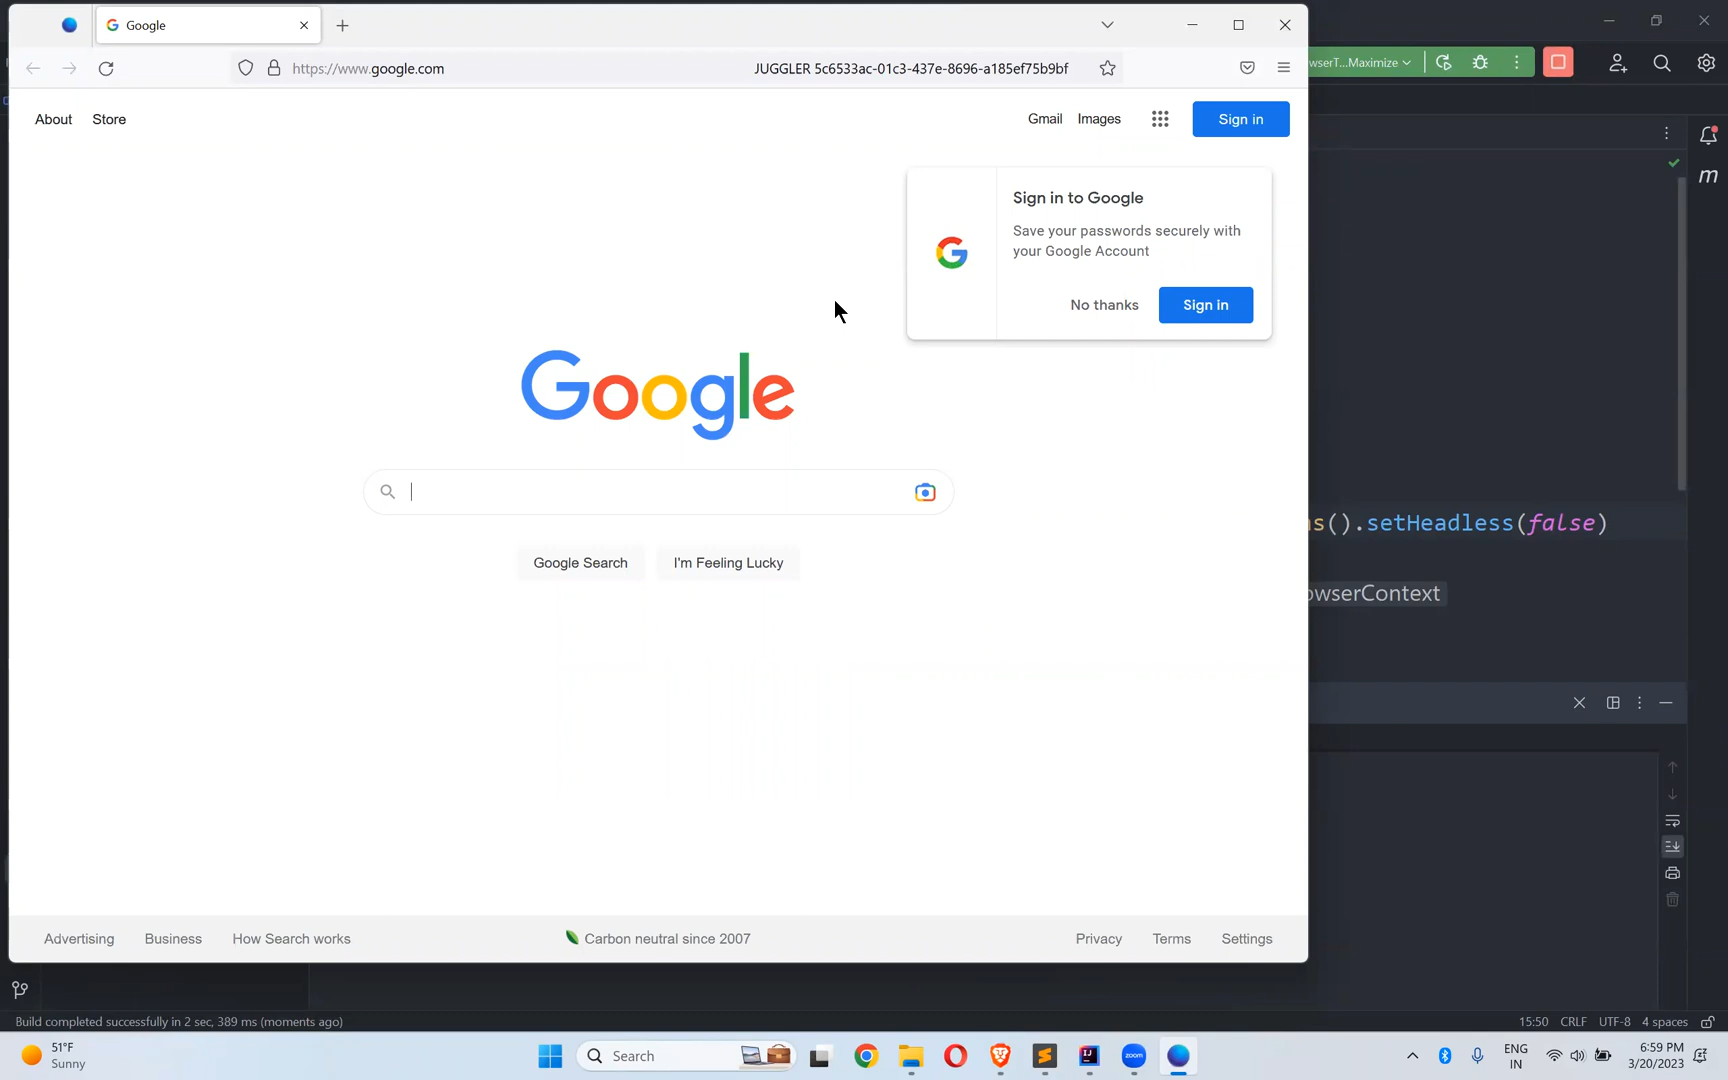 Google
https://www.google.com
JUGGLER 5c6533ac-01c3-437e-8696-a185ef75b9bf
About
Store
Gmail
Images
Sign in
Sign in to Google
Save your passwords securely with
your Google Account
No thanks
Sign in
Google
Google Search
I'm Feeling Lucky
Advertising
Business
How Search works
Carbon neutral since 2007
Privacy
Terms
Settings
wserT...Maximize
m
s().setHeadless(false)
owserContext
Build completed successfully in 2 sec, 389 ms (moments ago)
15:50
CRLF
UTF-8
4 spaces
51°F
Sunny
Search
IJ
zoom
ENG
IN
6:59 PM
3/20/2023